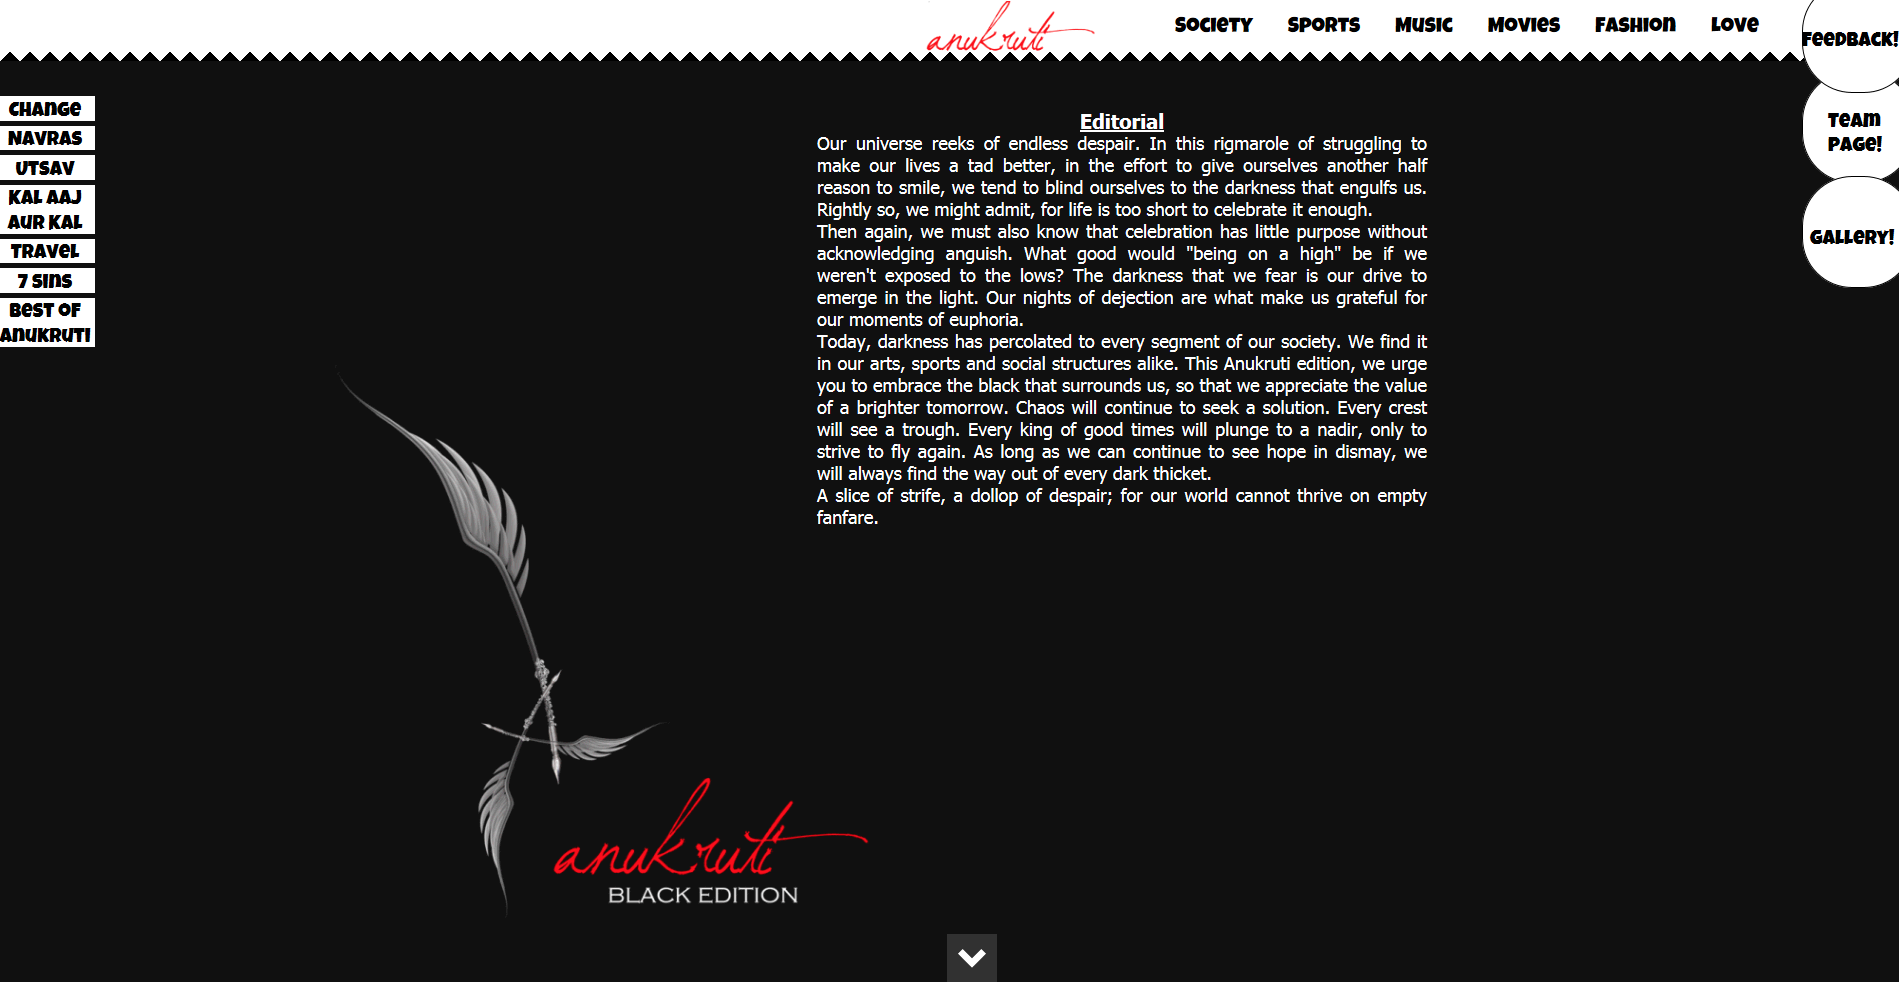 anukruti
SOCIETY SPORTS MUSIC MOVIES FASHION LOVE
FEEDBACK!
TEAM
PAGE!
GALLERY!
CHANGE
NAVRAS
UTSAV
KAL AAJ
AUR KAL
TRAVEL
7 SINS
BEST OF
ANUKRUTI
Editorial
Our universe reeks of endless despair. In this rigmarole of struggling to
make our lives a tad better, in the effort to give ourselves another half
reason to smile, we tend to blind ourselves to the darkness that engulfs us.
Rightly so, we might admit, for life is too short to celebrate it enough.
Then again, we must also know that celebration has little purpose without
acknowledging anguish. What good would "being on a high" be if we
weren't exposed to the lows? The darkness that we fear is our drive to
emerge in the light. Our nights of dejection are what make us grateful for
our moments of euphoria.
Today, darkness has percolated to every segment of our society. We find it
in our arts, sports and social structures alike. This Anukruti edition, we urge
you to embrace the black that surrounds us, so that we appreciate the value
of a brighter tomorrow. Chaos will continue to seek a solution. Every crest
will see a trough. Every king of good times will plunge to a nadir, only to
strive to fly again. As long as we can continue to see hope in dismay, we
will always find the way out of every dark thicket.
A slice of strife, a dollop of despair; for our world cannot thrive on empty
fanfare.
anukruti
BLACK EDITION